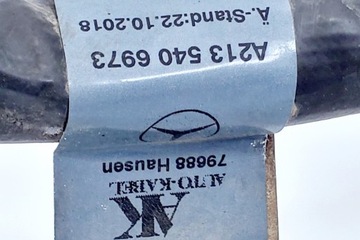 AK
AUTO-KABEL
79688 Hausen
A213 540 6973
Ä.-Stand:22.10.2018